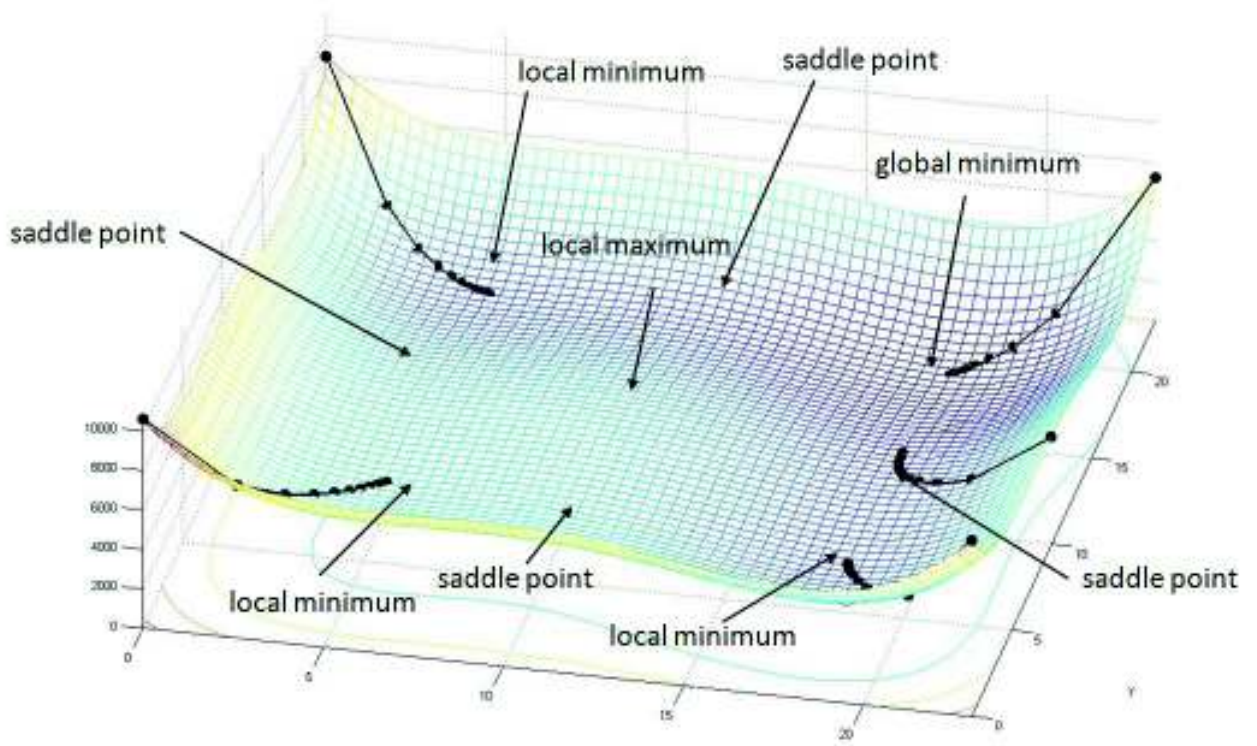 saddle point
local minimum
global minimum
local maximum
saddle point
10000
8000
6000
4000
2000
0
0
5
10
15
20
20
15
10
5
0
Y
saddle point
local minimum
saddle point
local minimum